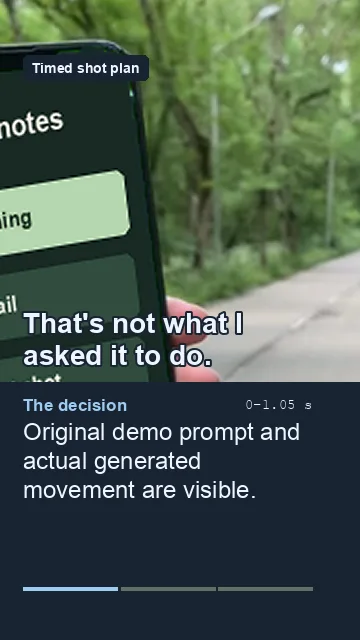 Timed shot plan
notes
ing
ail
That's not what I
asked it to do.
The decision
0–1.05 s
Original demo prompt and
actual generated
movement are visible.